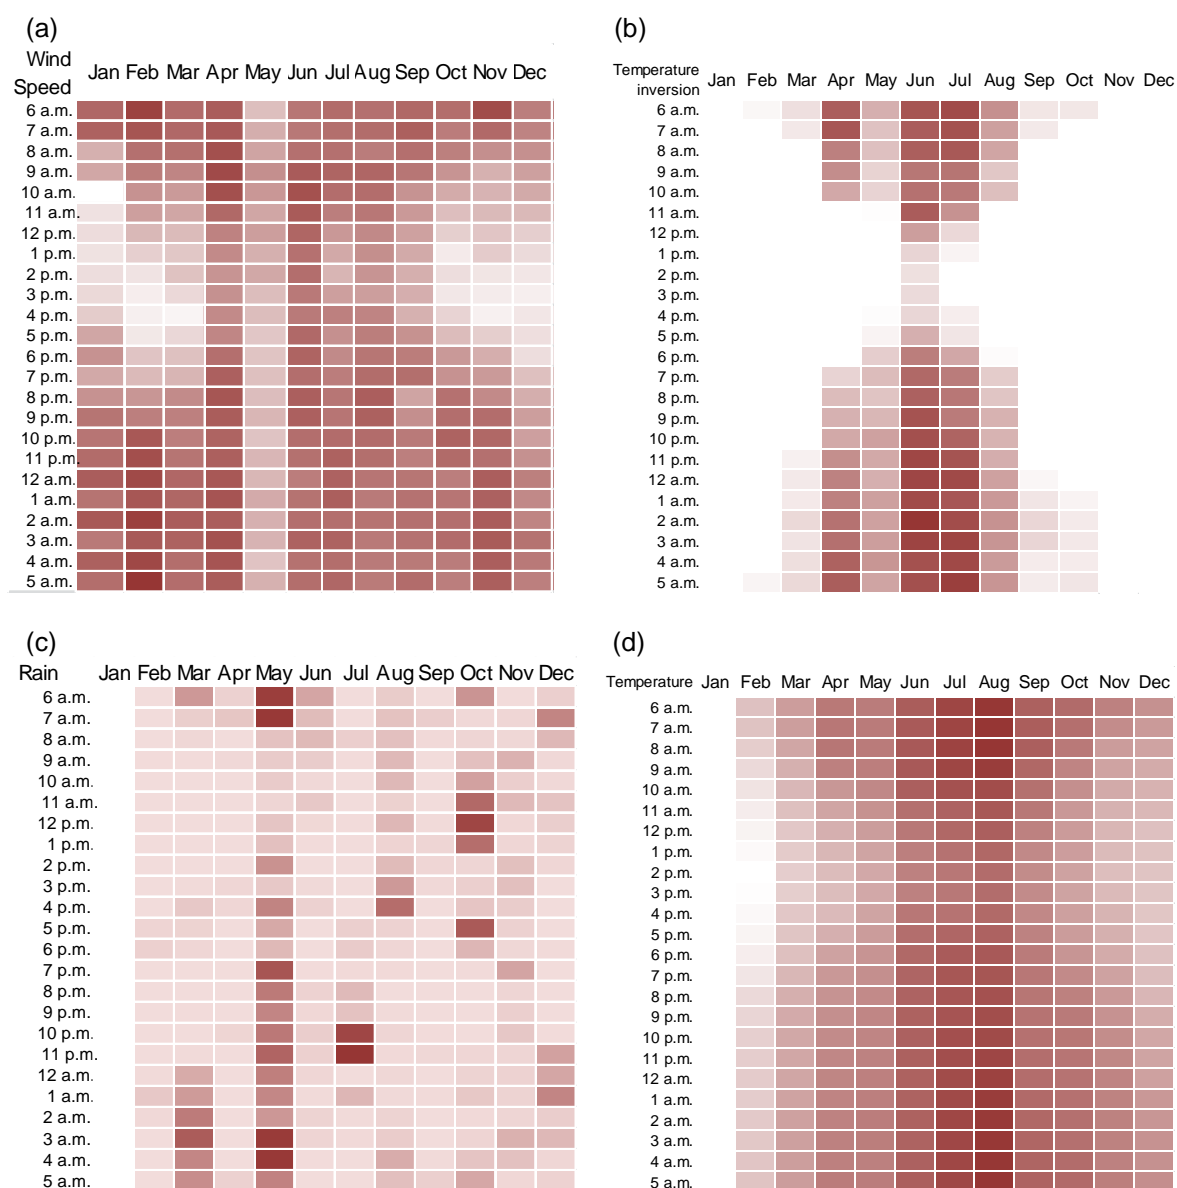 (a)
Wind
Speed
Jan Feb Mar Apr May Jun Jul Aug Sep Oct Nov Dec
6 a.m.
7 a.m.
8 a.m.
9 a.m.
10 a.m.
11 a.m.
12 p.m.
1 p.m.
2 p.m.
3 p.m.
4 p.m.
5 p.m.
6 p.m.
7 p.m.
8 p.m.
9 p.m.
10 p.m.
11 p.m.
12 a.m.
1 a.m.
2 a.m.
3 a.m.
4 a.m.
5 a.m.
(b)
Temperature
inversion
Jan Feb Mar Apr May Jun Jul Aug Sep Oct Nov Dec
6 a.m.
7 a.m.
8 a.m.
9 a.m.
10 a.m.
11 a.m.
12 p.m.
1 p.m.
2 p.m.
3 p.m.
4 p.m.
5 p.m.
6 p.m.
7 p.m.
8 p.m.
9 p.m.
10 p.m.
11 p.m.
12 a.m.
1 a.m.
2 a.m.
3 a.m.
4 a.m.
5 a.m.
(c)
Rain Jan Feb Mar Apr May Jun Jul Aug Sep Oct Nov Dec
6 a.m.
7 a.m.
8 a.m.
9 a.m.
10 a.m.
11 a.m.
12 p.m.
1 p.m.
2 p.m.
3 p.m.
4 p.m.
5 p.m.
6 p.m.
7 p.m.
8 p.m.
9 p.m.
10 p.m.
11 p.m.
12 a.m.
1 a.m.
2 a.m.
3 a.m.
4 a.m.
5 a.m.
(d)
Temperature Jan Feb Mar Apr May Jun Jul Aug Sep Oct Nov Dec
6 a.m.
7 a.m.
8 a.m.
9 a.m.
10 a.m.
11 a.m.
12 p.m.
1 p.m.
2 p.m.
3 p.m.
4 p.m.
5 p.m.
6 p.m.
7 p.m.
8 p.m.
9 p.m.
10 p.m.
11 p.m.
12 a.m.
1 a.m.
2 a.m.
3 a.m.
4 a.m.
5 a.m.